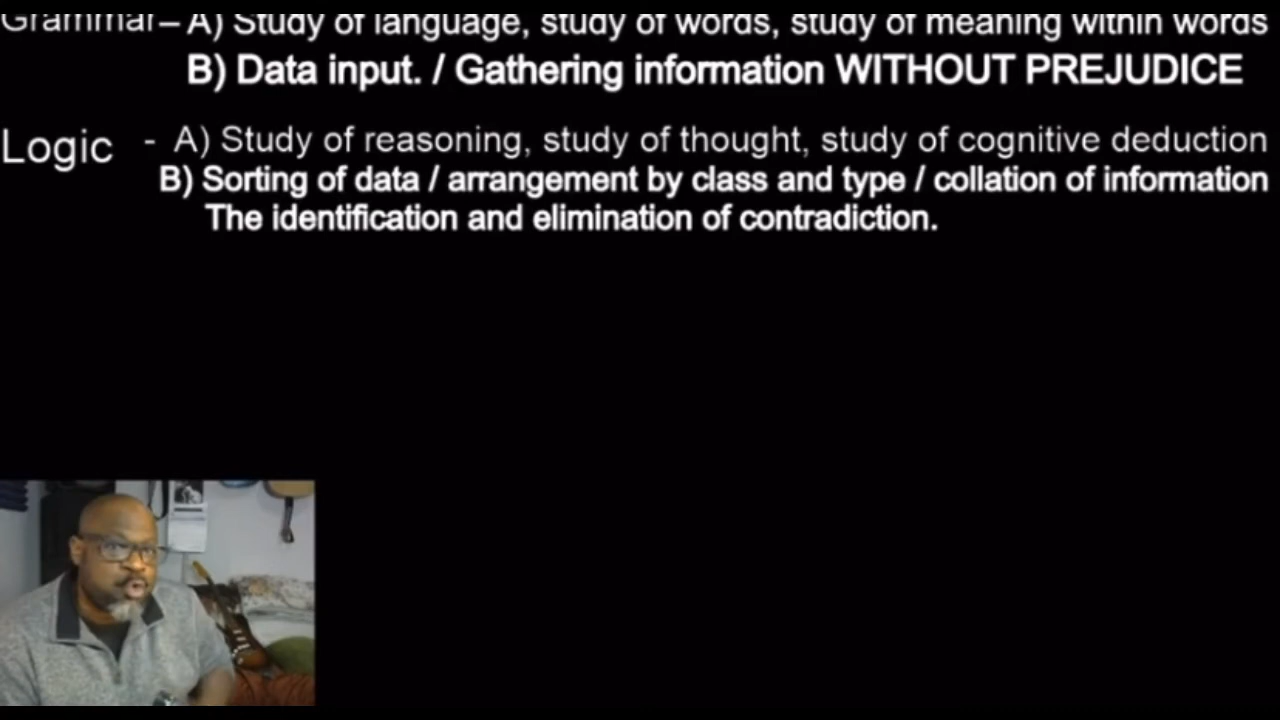 Grammar – A) Study of language, study of words, study of meaning within words
B) Data input. / Gathering information WITHOUT PREJUDICE
Logic - A) Study of reasoning, study of thought, study of cognitive deduction
B) Sorting of data / arrangement by class and type / collation of information
The identification and elimination of contradiction.